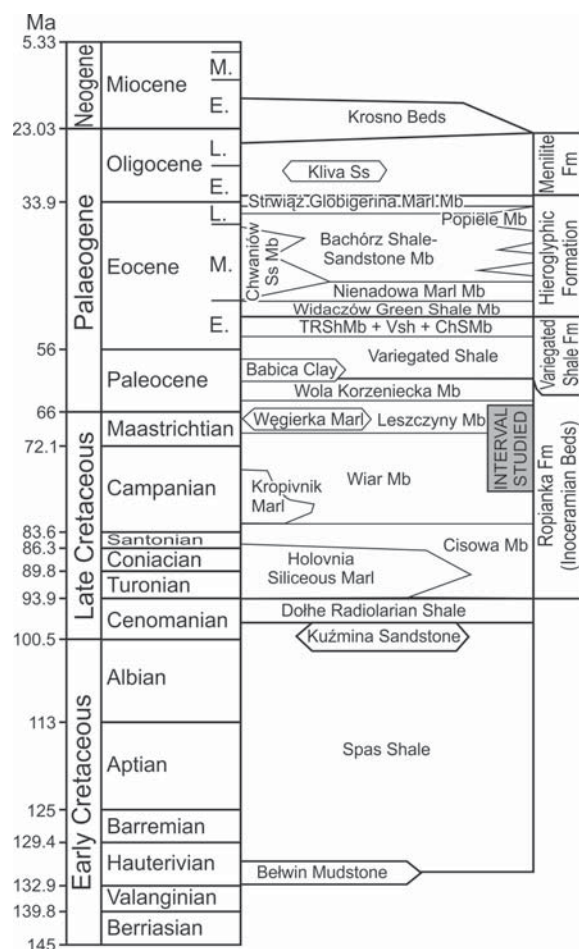 Ma
5.33
23.03
33.9
56
66
72.1
83.6
86.3
89.8
93.9
100.5
113
125
129.4
132.9
139.8
145
Neogene
Palaeogene
Late Cretaceous
Early Cretaceous
Miocene
M.
E.
Oligocene
L.
E.
Eocene
L.
M.
E.
Paleocene
Maastrichtian
Campanian
Santonian
Coniacian
Turonian
Cenomanian
Albian
Aptian
Barremian
Hauterivian
Valanginian
Berriasian
Krosno Beds
Kliva Ss
Strwiąż Globigerina Marl Mb
Popiele Mb
Chwaniów
Ss Mb
Bachórz Shale-
Sandstone Mb
Nienadowa Marl Mb
Widaczów Green Shale Mb
TRShMb + Vsh + ChSMb
Variegated Shale
Babica Clay
Wola Korzeniecka Mb
Węgierka Marl
Leszczyny Mb
Wiar Mb
Kropivnik
Marl
Cisowa Mb
Holovnia
Siliceous Marl
Dołhe Radiolarian Shale
Kuźmina Sandstone
Spas Shale
Bełwin Mudstone
INTERVAL
STUDIED
Menilite
Fm
Hieroglyphic
Formation
Variegated
Shale Fm
Ropianka Fm
(Inoceramian Beds)